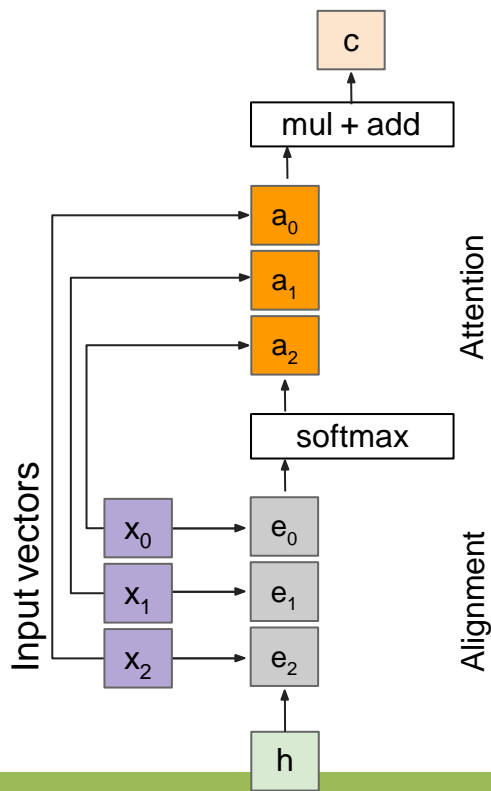 c
mul + add
a0
a1
a2
Attention
softmax
Input vectors
x0 e0
x1 e1
x2 e2
Alignment
h